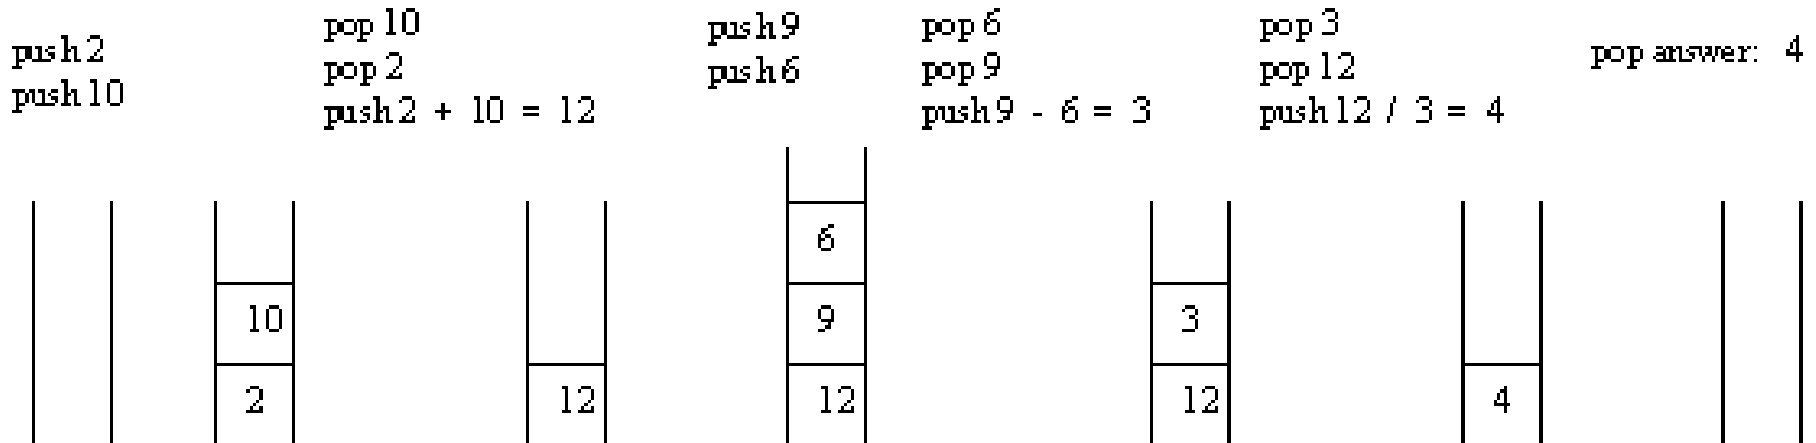 push 2
push 10
pop 10
pop 2
push 2 + 10 = 12
push 9
push 6
pop 6
pop 9
push 9 - 6 = 3
pop 3
pop 12
push 12 / 3 = 4
pop answer: 4
10
2
12
6
9
12
3
12
4